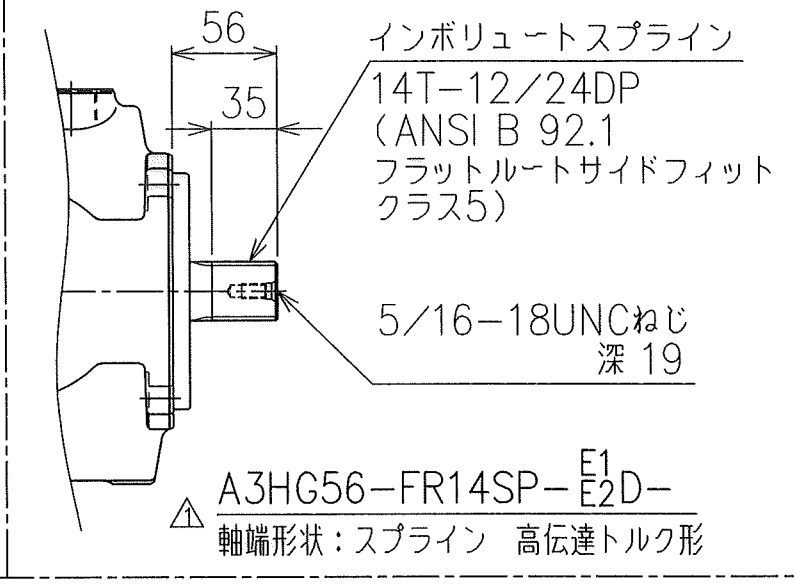 56
35
インボリュートスプライン
14T-12/24DP
(ANSI B 92.1
フラットルートサイドフィット
クラス5)
5/16-18UNCねじ
深 19
1
A3HG56-FR14SP-E1E2D-
軸端形状:スプライン 高伝達トルク形